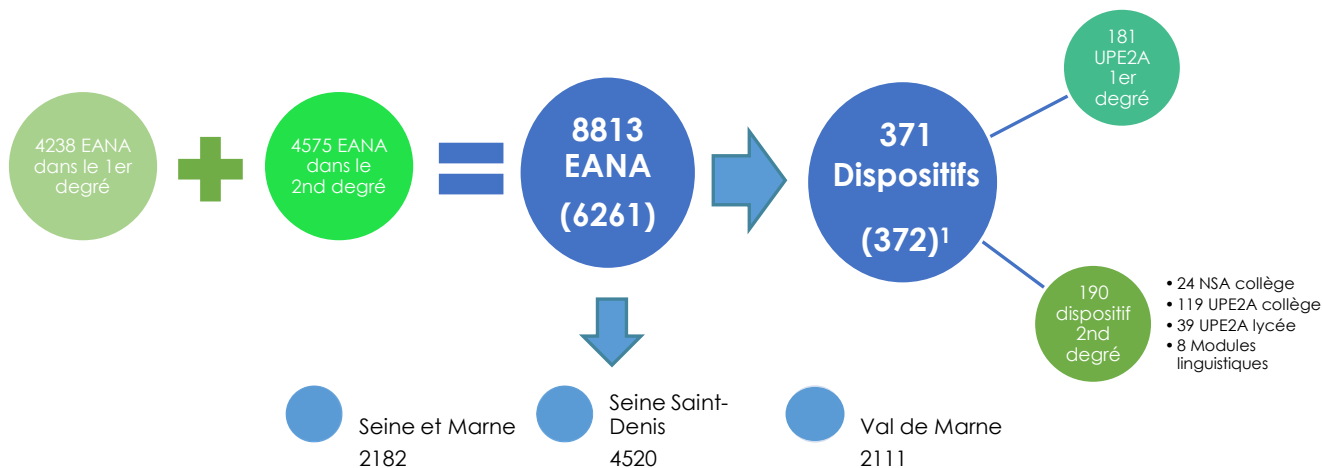 4238 EANA
dans le 1er
degré
4575 EANA
dans le
2nd degré
8813
EANA
(6261)
371
Dispositifs
(372)¹
181
UPE2A
1er
degré
190
dispositif
2nd
degré
• 24 NSA collège
• 119 UPE2A collège
• 39 UPE2A lycée
• 8 Modules
linguistiques
Seine et Marne
2182
Seine Saint-
Denis
4520
Val de Marne
2111